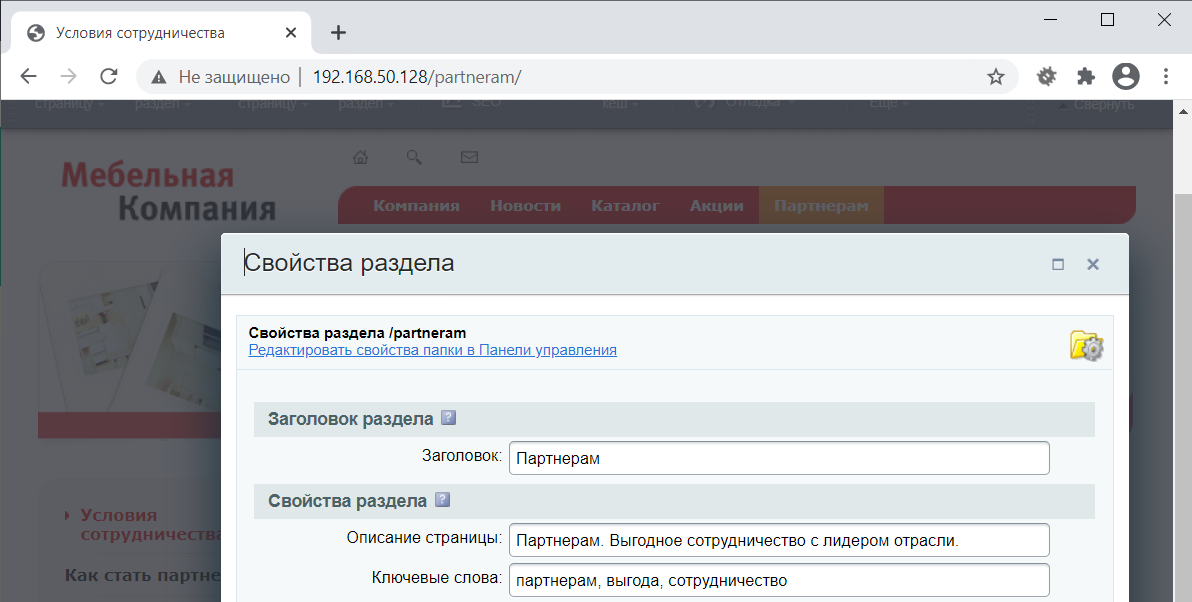 Условия сотрудничества
Не защищено | 192.168.50.128/partneram/
страницу раздел страницу раздел SEO кеш Отладка Еще Свернуть
Мебельная
Компания
Компания Новости Каталог Акции Партнерам
Свойства раздела
Свойства раздела /partneram
Редактировать свойства папки в Панели управления
Заголовок раздела ?
Заголовок: Партнерам
Свойства раздела ?
Описание страницы: Партнерам. Выгодное сотрудничество с лидером отрасли.
Ключевые слова: партнерам, выгода, сотрудничество
Условия
сотрудничества
Как стать партне